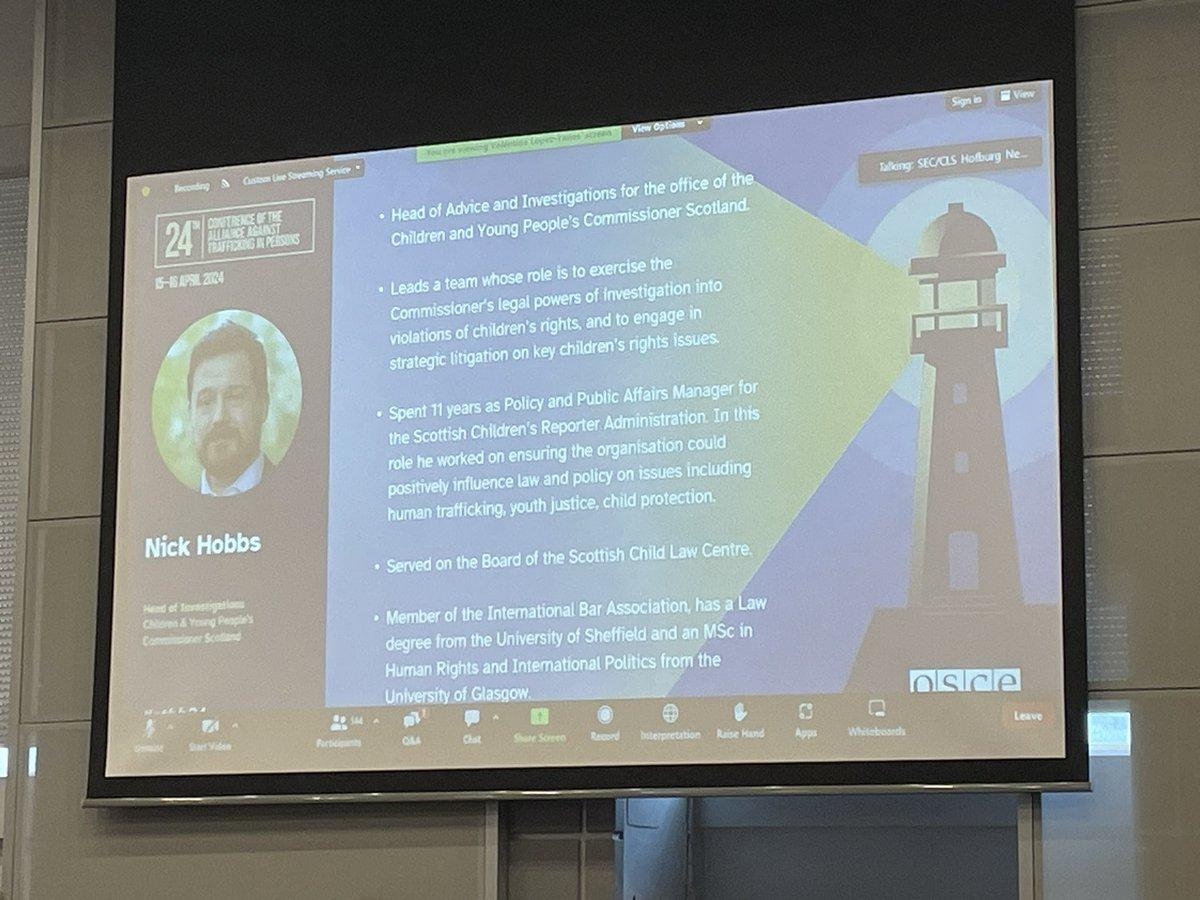 Sign in
View
You are viewing Valentina Lopez-Yanes' screen
View Options
Recording
Custom Live Streaming Service
Talking: SEC/CLS Hofburg Ne...
24TH
CONFERENCE OF THE
ALLIANCE AGAINST
TRAFFICKING IN PERSONS
15–16 APRIL 2024
Nick Hobbs
Head of Investigations
Children & Young People's
Commissioner Scotland
• Head of Advice and Investigations for the office of the
Children and Young People's Commissioner Scotland.
• Leads a team whose role is to exercise the
Commissioner's legal powers of investigation into
violations of children's rights, and to engage in
strategic litigation on key children's rights issues.
• Spent 11 years as Policy and Public Affairs Manager for
the Scottish Children's Reporter Administration. In this
role he worked on ensuring the organisation could
positively influence law and policy on issues including
human trafficking, youth justice, child protection.
• Served on the Board of the Scottish Child Law Centre.
• Member of the International Bar Association, has a Law
degree from the University of Sheffield and an MSc in
Human Rights and International Politics from the
University of Glasgow.
osce
Unmute
Start Video
Participants
144
Q&A
Chat
Share Screen
Record
Interpretation
Raise Hand
Apps
Whiteboards
Leave